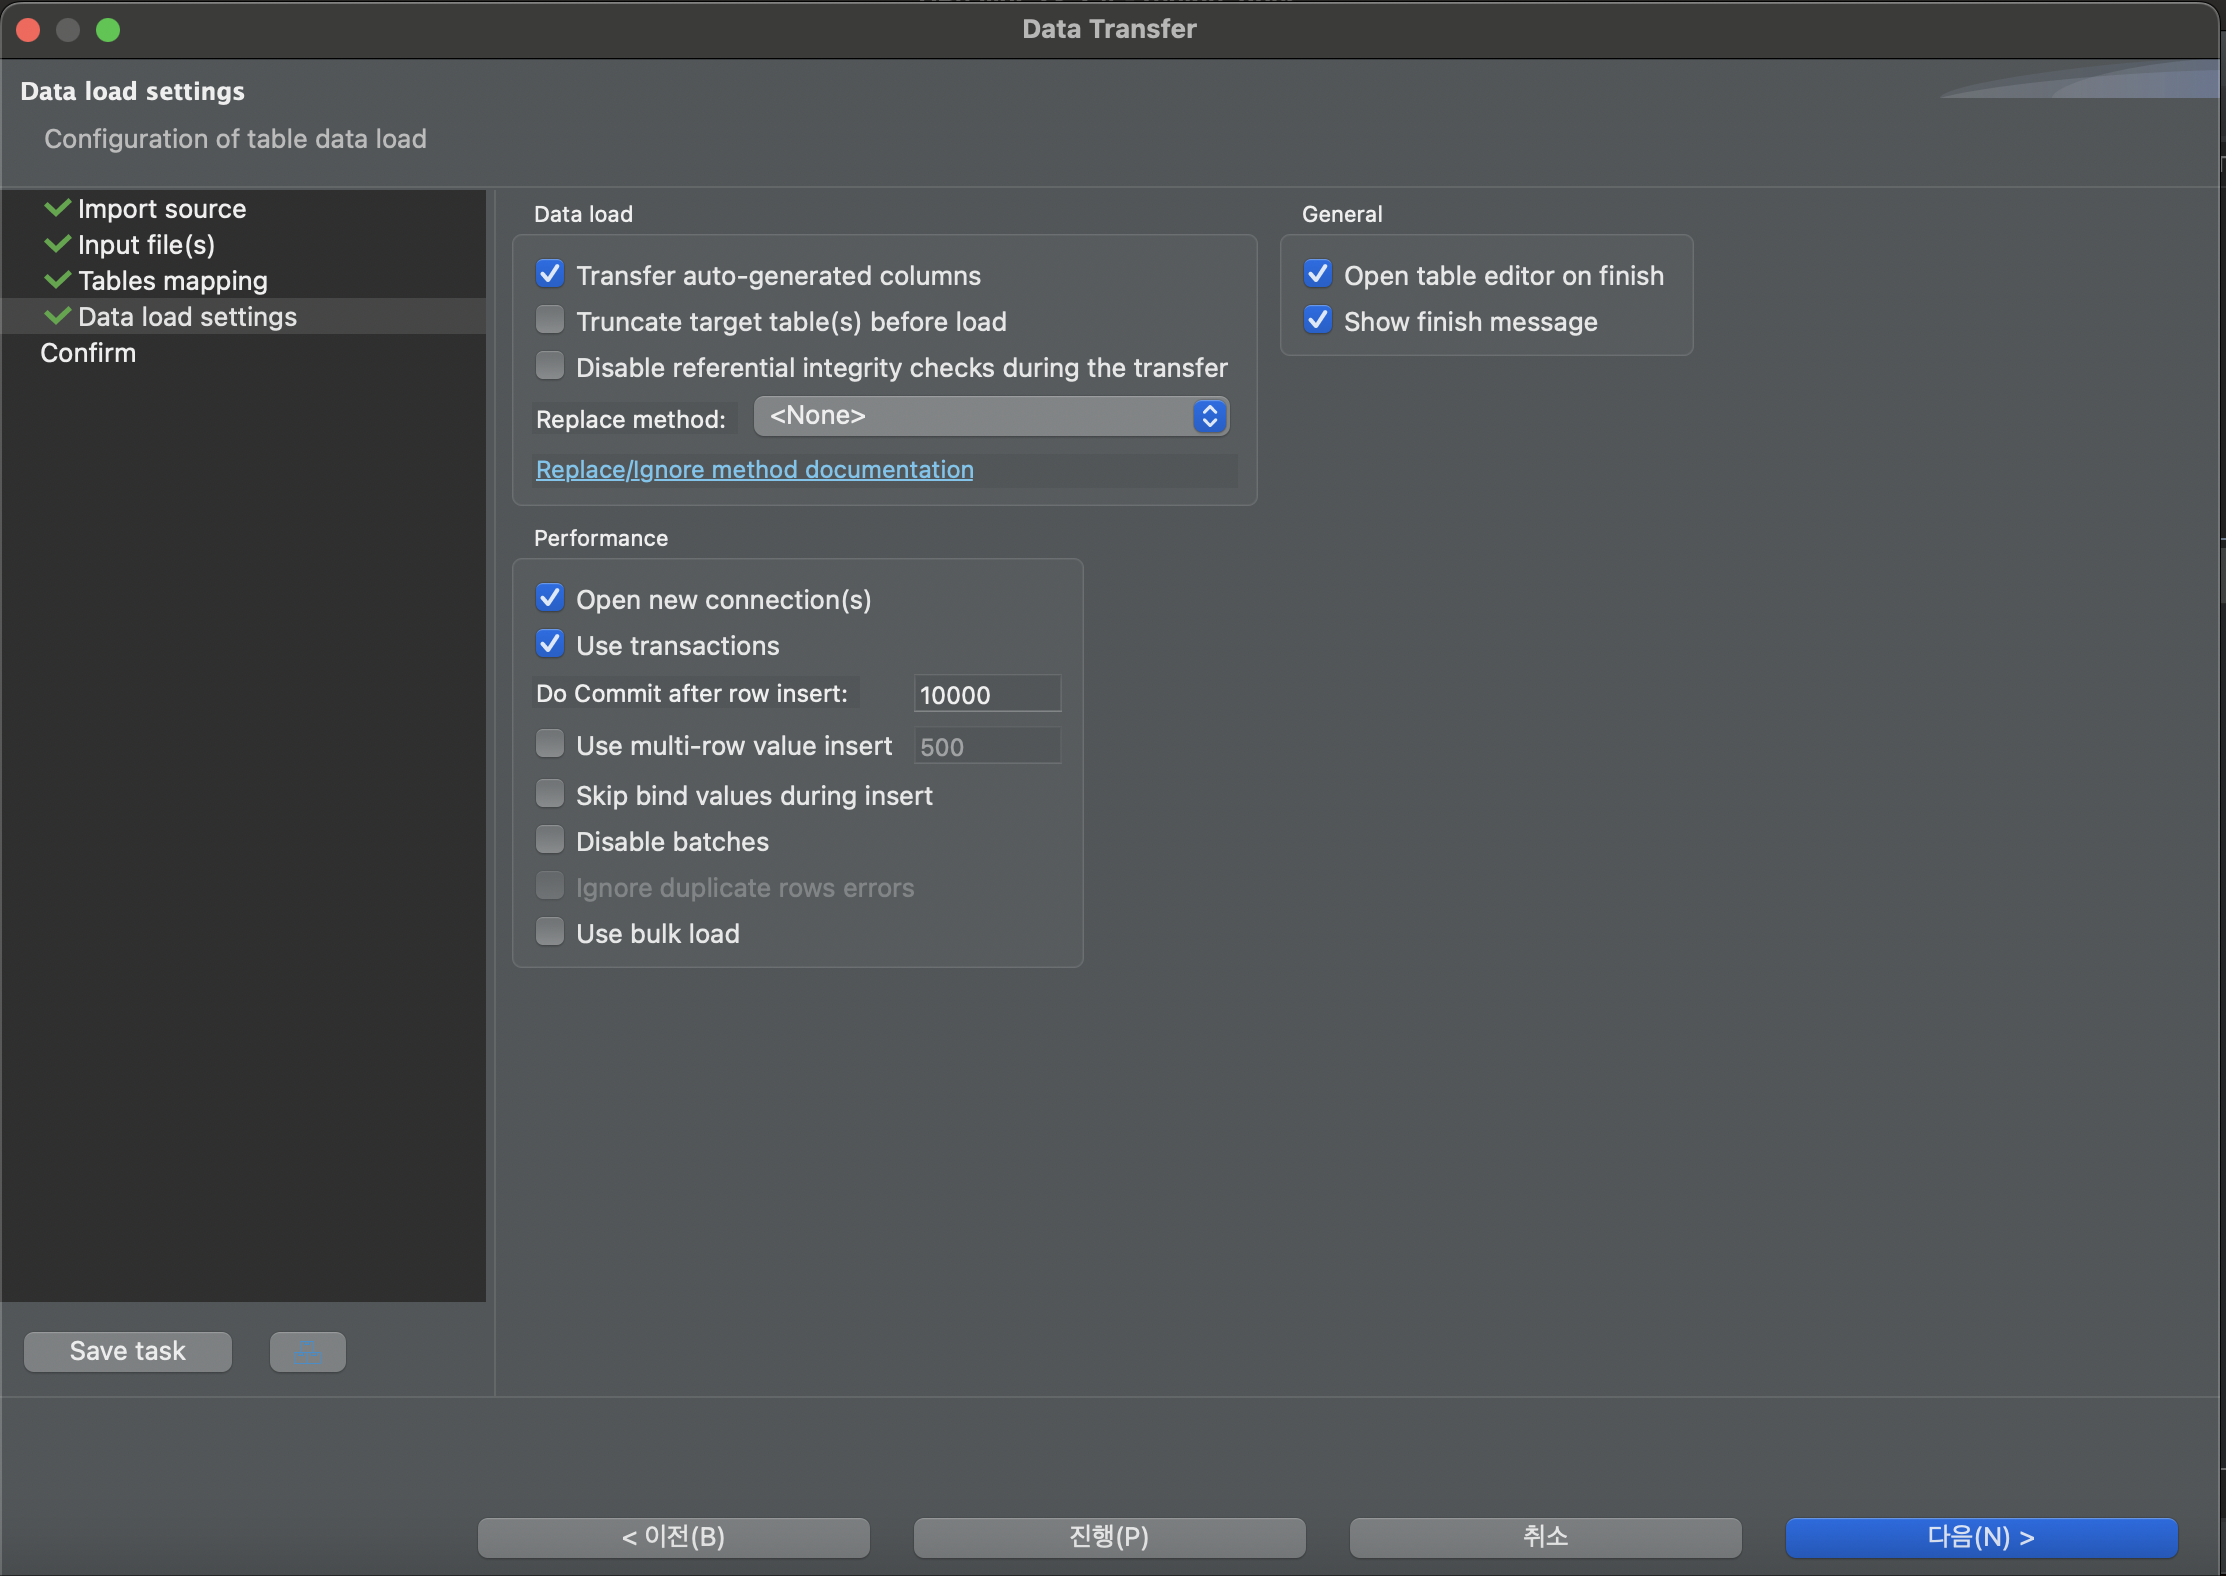 Data Transfer
Data load settings
Configuration of table data load
Import source
Input file(s)
Tables mapping
Data load settings
Confirm
Data load
Transfer auto-generated columns
Truncate target table(s) before load
Disable referential integrity checks during the transfer
Replace method: <None>
Replace/Ignore method documentation
General
Open table editor on finish
Show finish message
Performance
Open new connection(s)
Use transactions
Do Commit after row insert: 10000
Use multi-row value insert 500
Skip bind values during insert
Disable batches
Ignore duplicate rows errors
Use bulk load
Save task
< 이전(B)
진행(P)
취소
다음(N) >